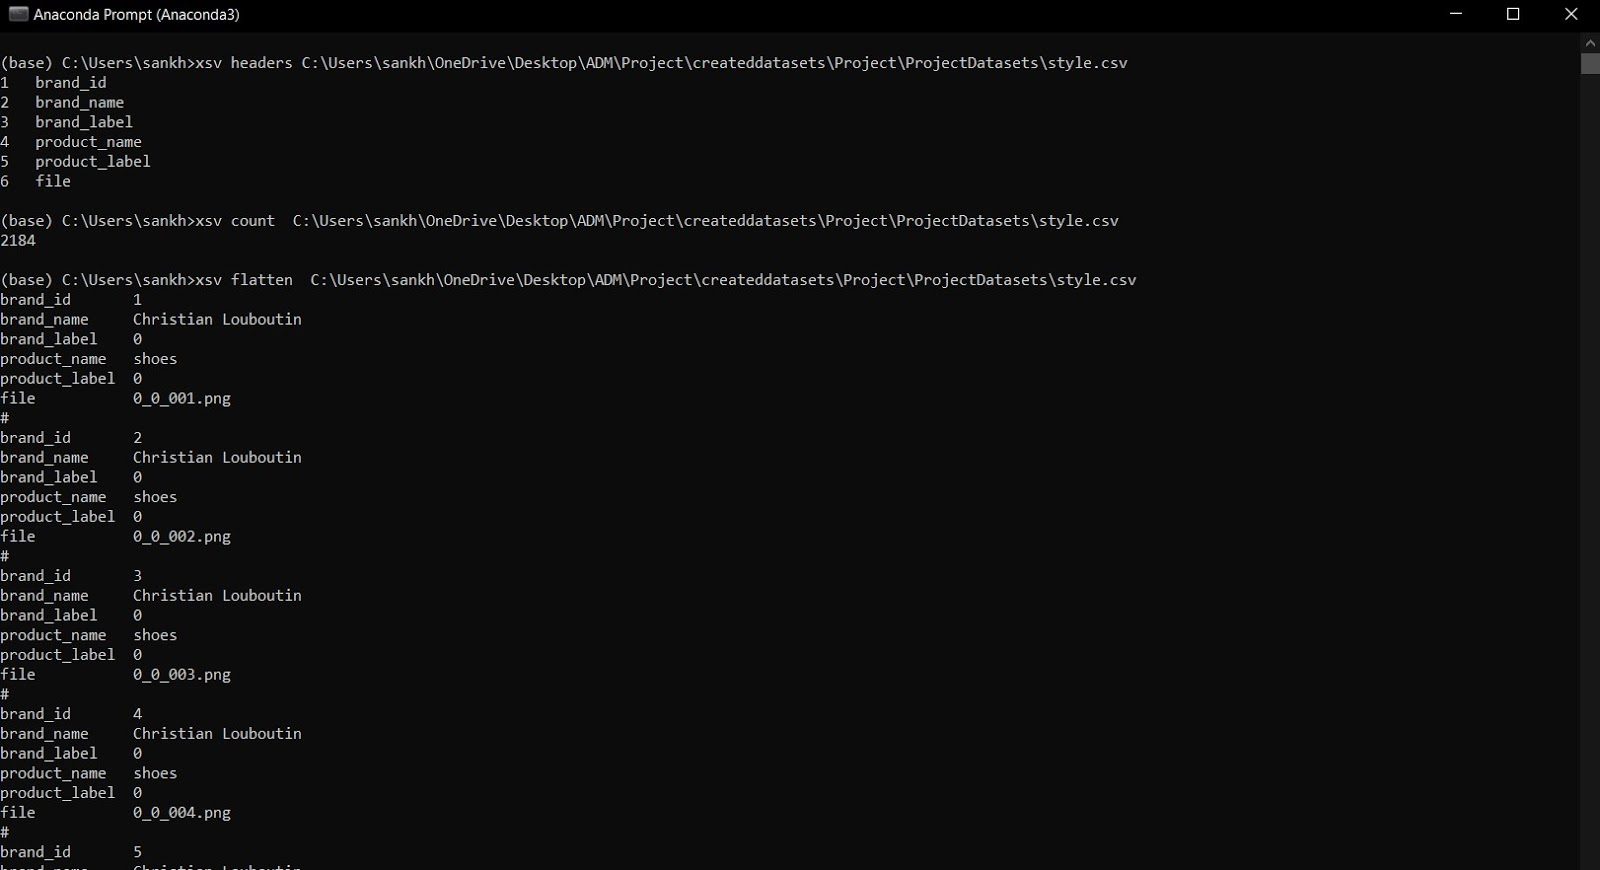 Anaconda Prompt (Anaconda3)
(base) C:\Users\sankh>xsv headers C:\Users\sankh\OneDrive\Desktop\ADM\Project\createddatasets\Project\ProjectDatasets\style.csv
1   brand_id
2   brand_name
3   brand_label
4   product_name
5   product_label
6   file
(base) C:\Users\sankh>xsv count  C:\Users\sankh\OneDrive\Desktop\ADM\Project\createddatasets\Project\ProjectDatasets\style.csv
2184
(base) C:\Users\sankh>xsv flatten  C:\Users\sankh\OneDrive\Desktop\ADM\Project\createddatasets\Project\ProjectDatasets\style.csv
brand_id       1
brand_name     Christian Louboutin
brand_label    0
product_name   shoes
product_label  0
file           0_0_001.png
#
brand_id       2
brand_name     Christian Louboutin
brand_label    0
product_name   shoes
product_label  0
file           0_0_002.png
#
brand_id       3
brand_name     Christian Louboutin
brand_label    0
product_name   shoes
product_label  0
file           0_0_003.png
#
brand_id       4
brand_name     Christian Louboutin
brand_label    0
product_name   shoes
product_label  0
file           0_0_004.png
#
brand_id       5
brand_name     Christian Louboutin